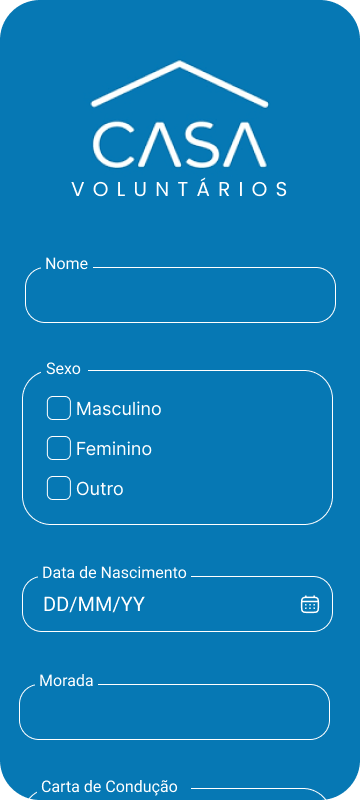 CASA
VOLUNTÁRIOS
Nome
Sexo
Masculino
Feminino
Outro
Data de Nascimento
DD/MM/YY
Morada
Carta de Condução